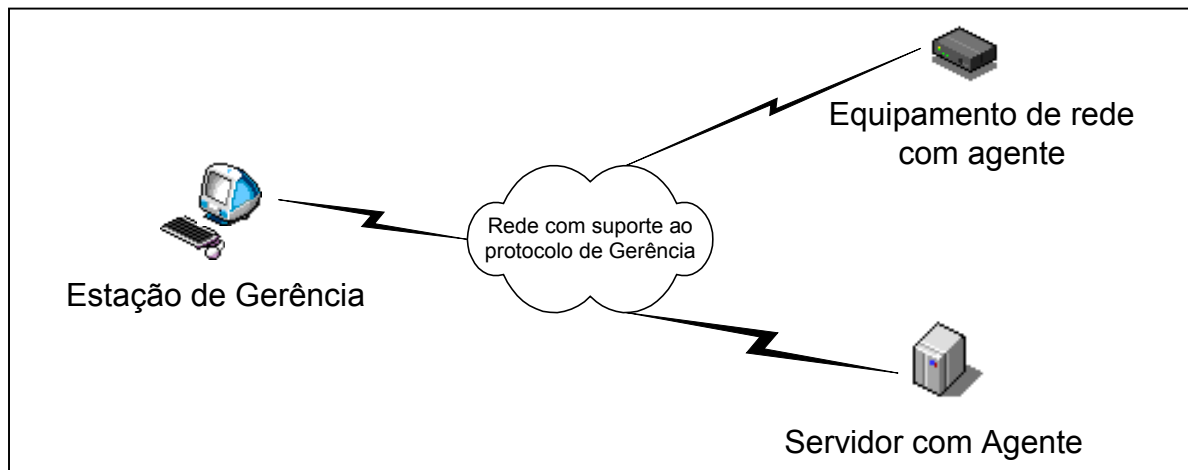 Equipamento de rede
com agente
Rede com suporte ao
protocolo de Gerência
Estação de Gerência
Servidor com Agente